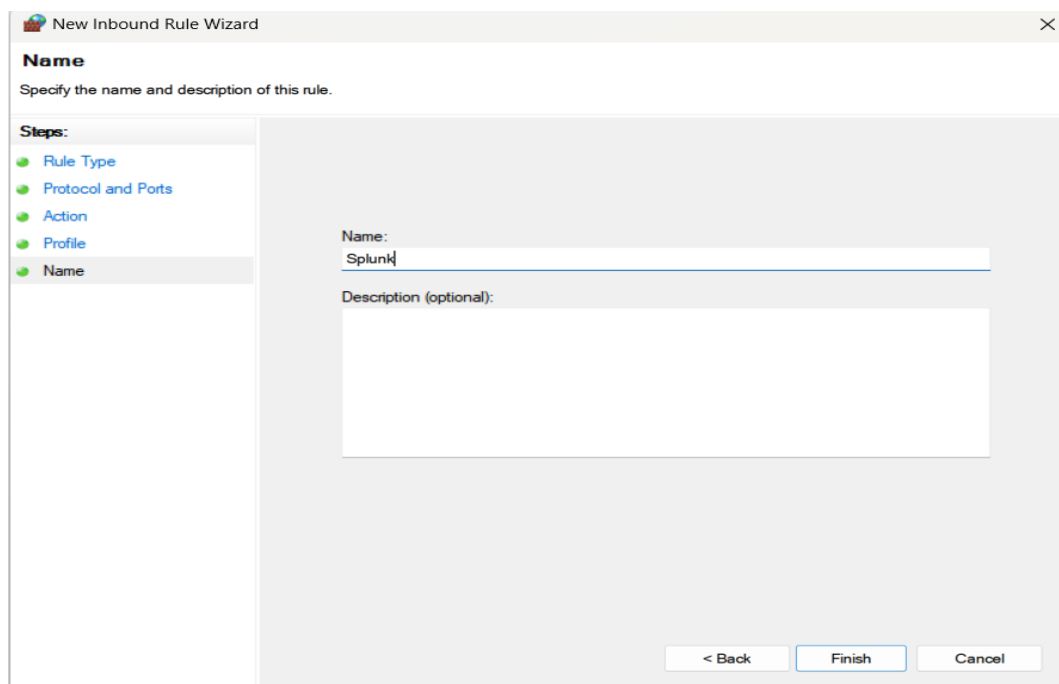 New Inbound Rule Wizard
Name
Specify the name and description of this rule.
Steps:
Rule Type
Protocol and Ports
Action
Profile
Name
Name:
Splunk
Description (optional):
< Back
Finish
Cancel